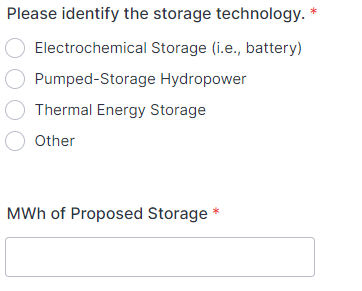 Please identify the storage technology. *
Electrochemical Storage (i.e., battery)
Pumped-Storage Hydropower
Thermal Energy Storage
Other
MWh of Proposed Storage *